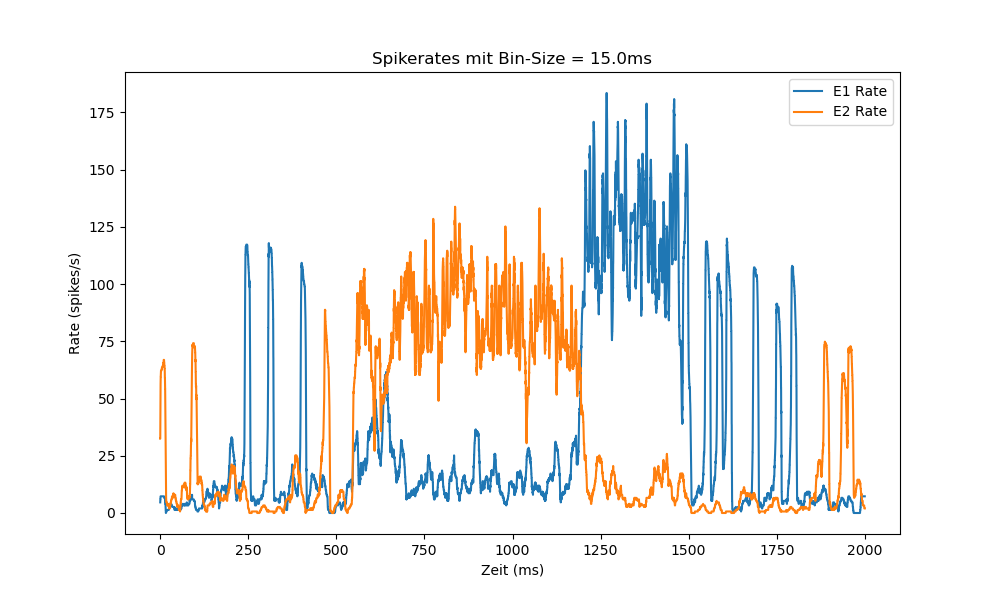 Spikerates mit Bin-Size = 15.0ms
E1 Rate
E2 Rate
175
150
125
100
75
50
25
0
Rate (spikes/s)
0 250 500 750 1000 1250 1500 1750 2000
Zeit (ms)